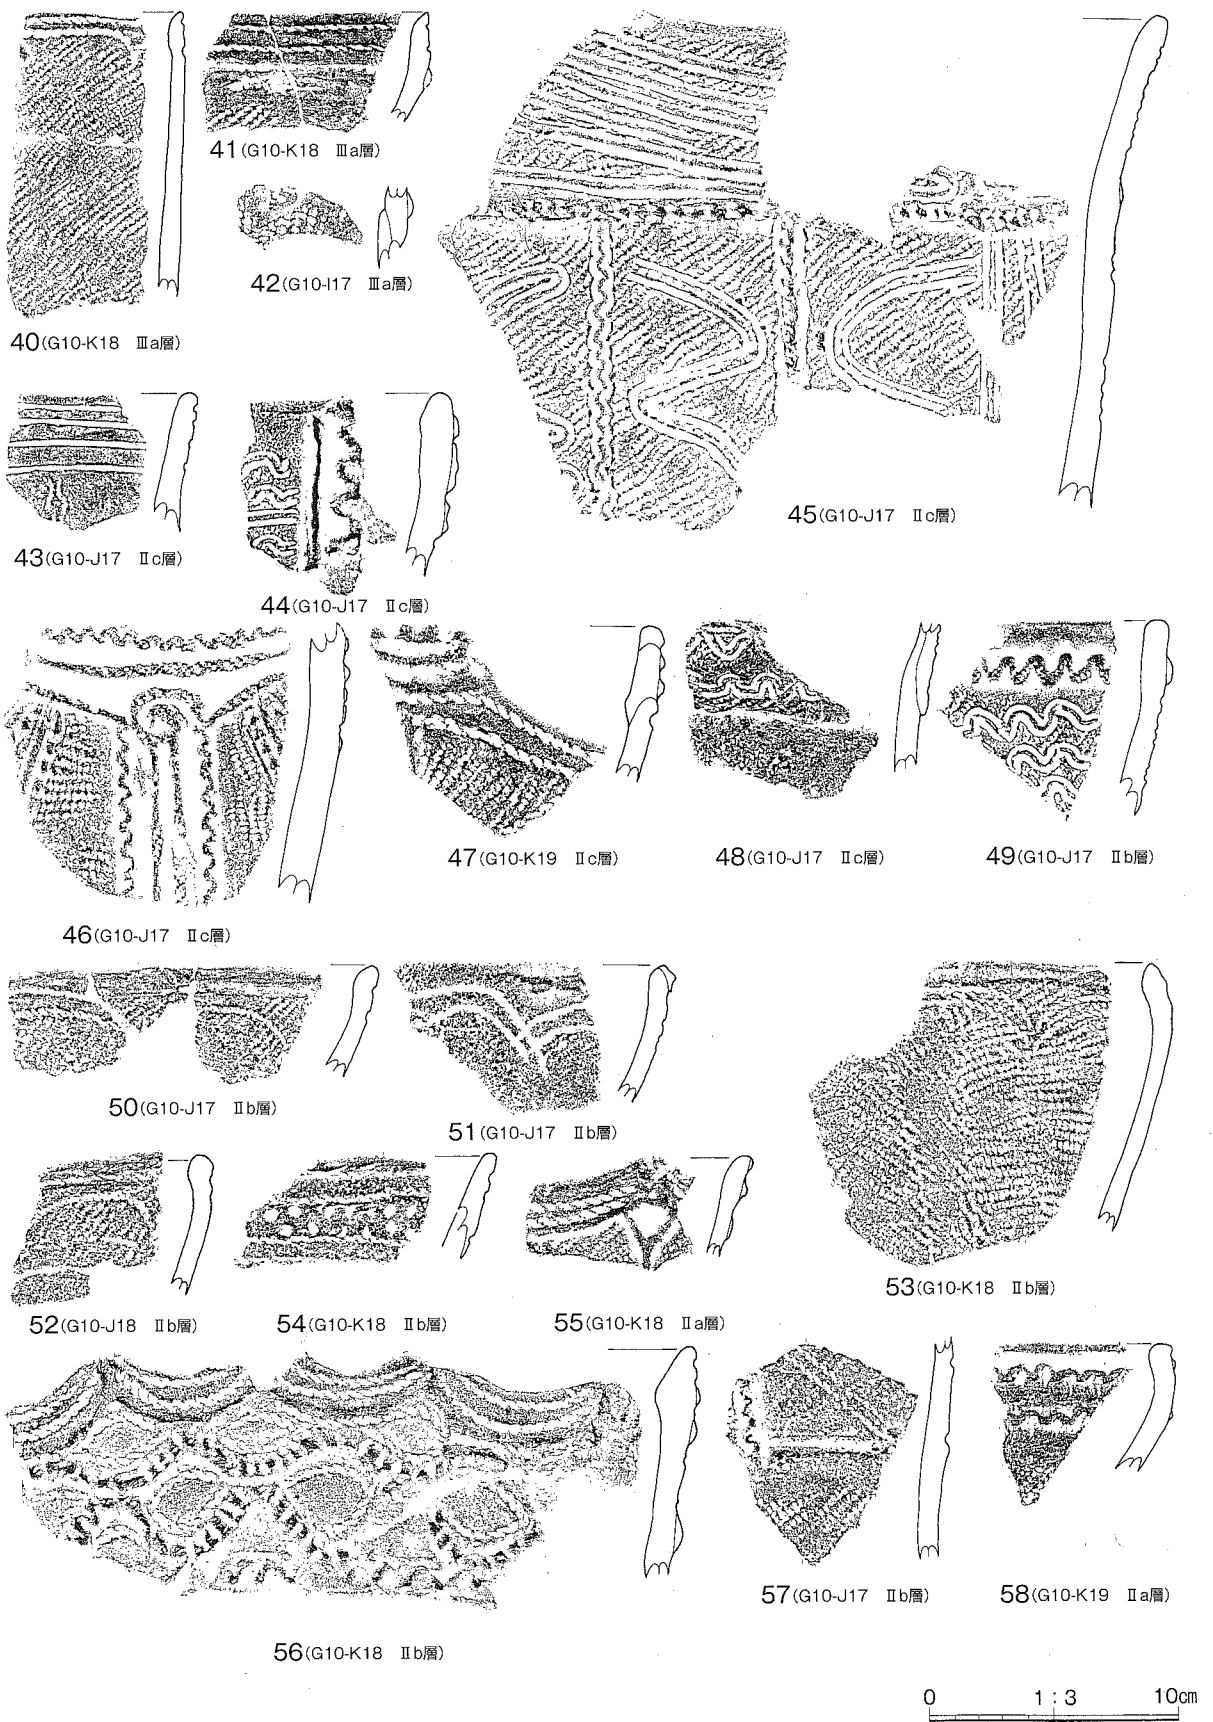 41(G10-K18 Ⅲa層)
42(G10-I17 Ⅲa層)
40(G10-K18 Ⅲa層)
45(G10-J17 Ⅱc層)
43(G10-J17 Ⅱc層)
44(G10-J17 Ⅱc層)
47(G10-K19 Ⅱc層)
48(G10-J17 Ⅱc層)
49(G10-J17 Ⅱb層)
46(G10-J17 Ⅱc層)
50(G10-J17 Ⅱb層)
51(G10-J17 Ⅱb層)
53(G10-K18 Ⅱb層)
52(G10-J18 Ⅱb層)
54(G10-K18 Ⅱb層)
55(G10-K18 Ⅱa層)
57(G10-J17 Ⅱb層)
58(G10-K19 Ⅱa層)
56(G10-K18 Ⅱb層)
0 1:3 10cm